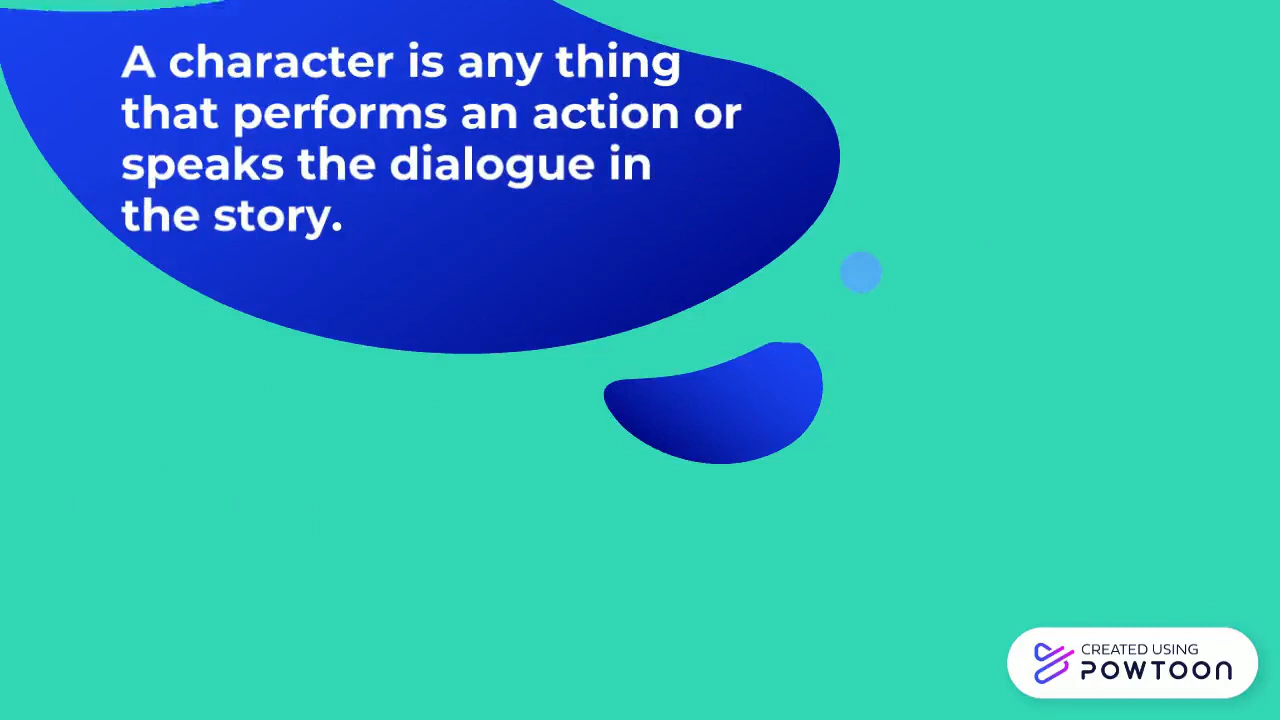 A character is any thing
that performs an action or
speaks the dialogue in
the story.
CREATED USING
POWTOON